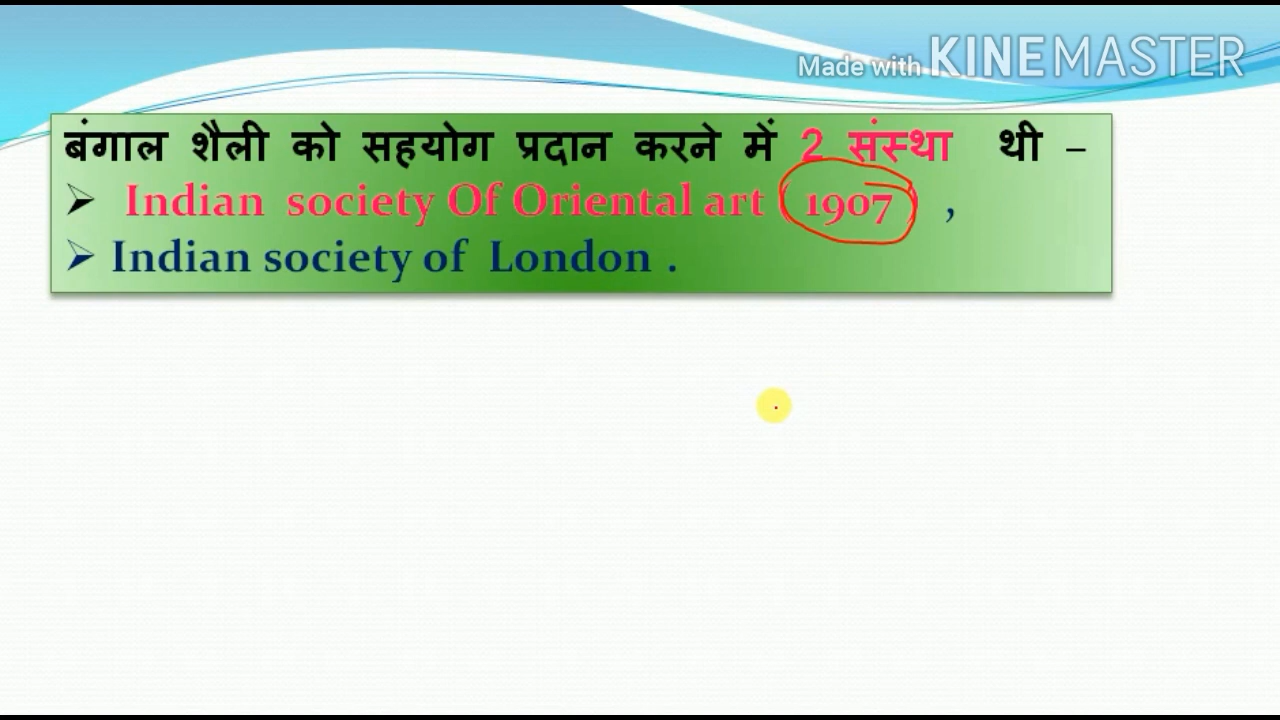 Made with KINEMASTER
बंगाल शैली को सहयोग प्रदान करने में 2 संस्था थी –
➢ Indian society Of Oriental art ( 1907 ) ,
➢ Indian society of London .